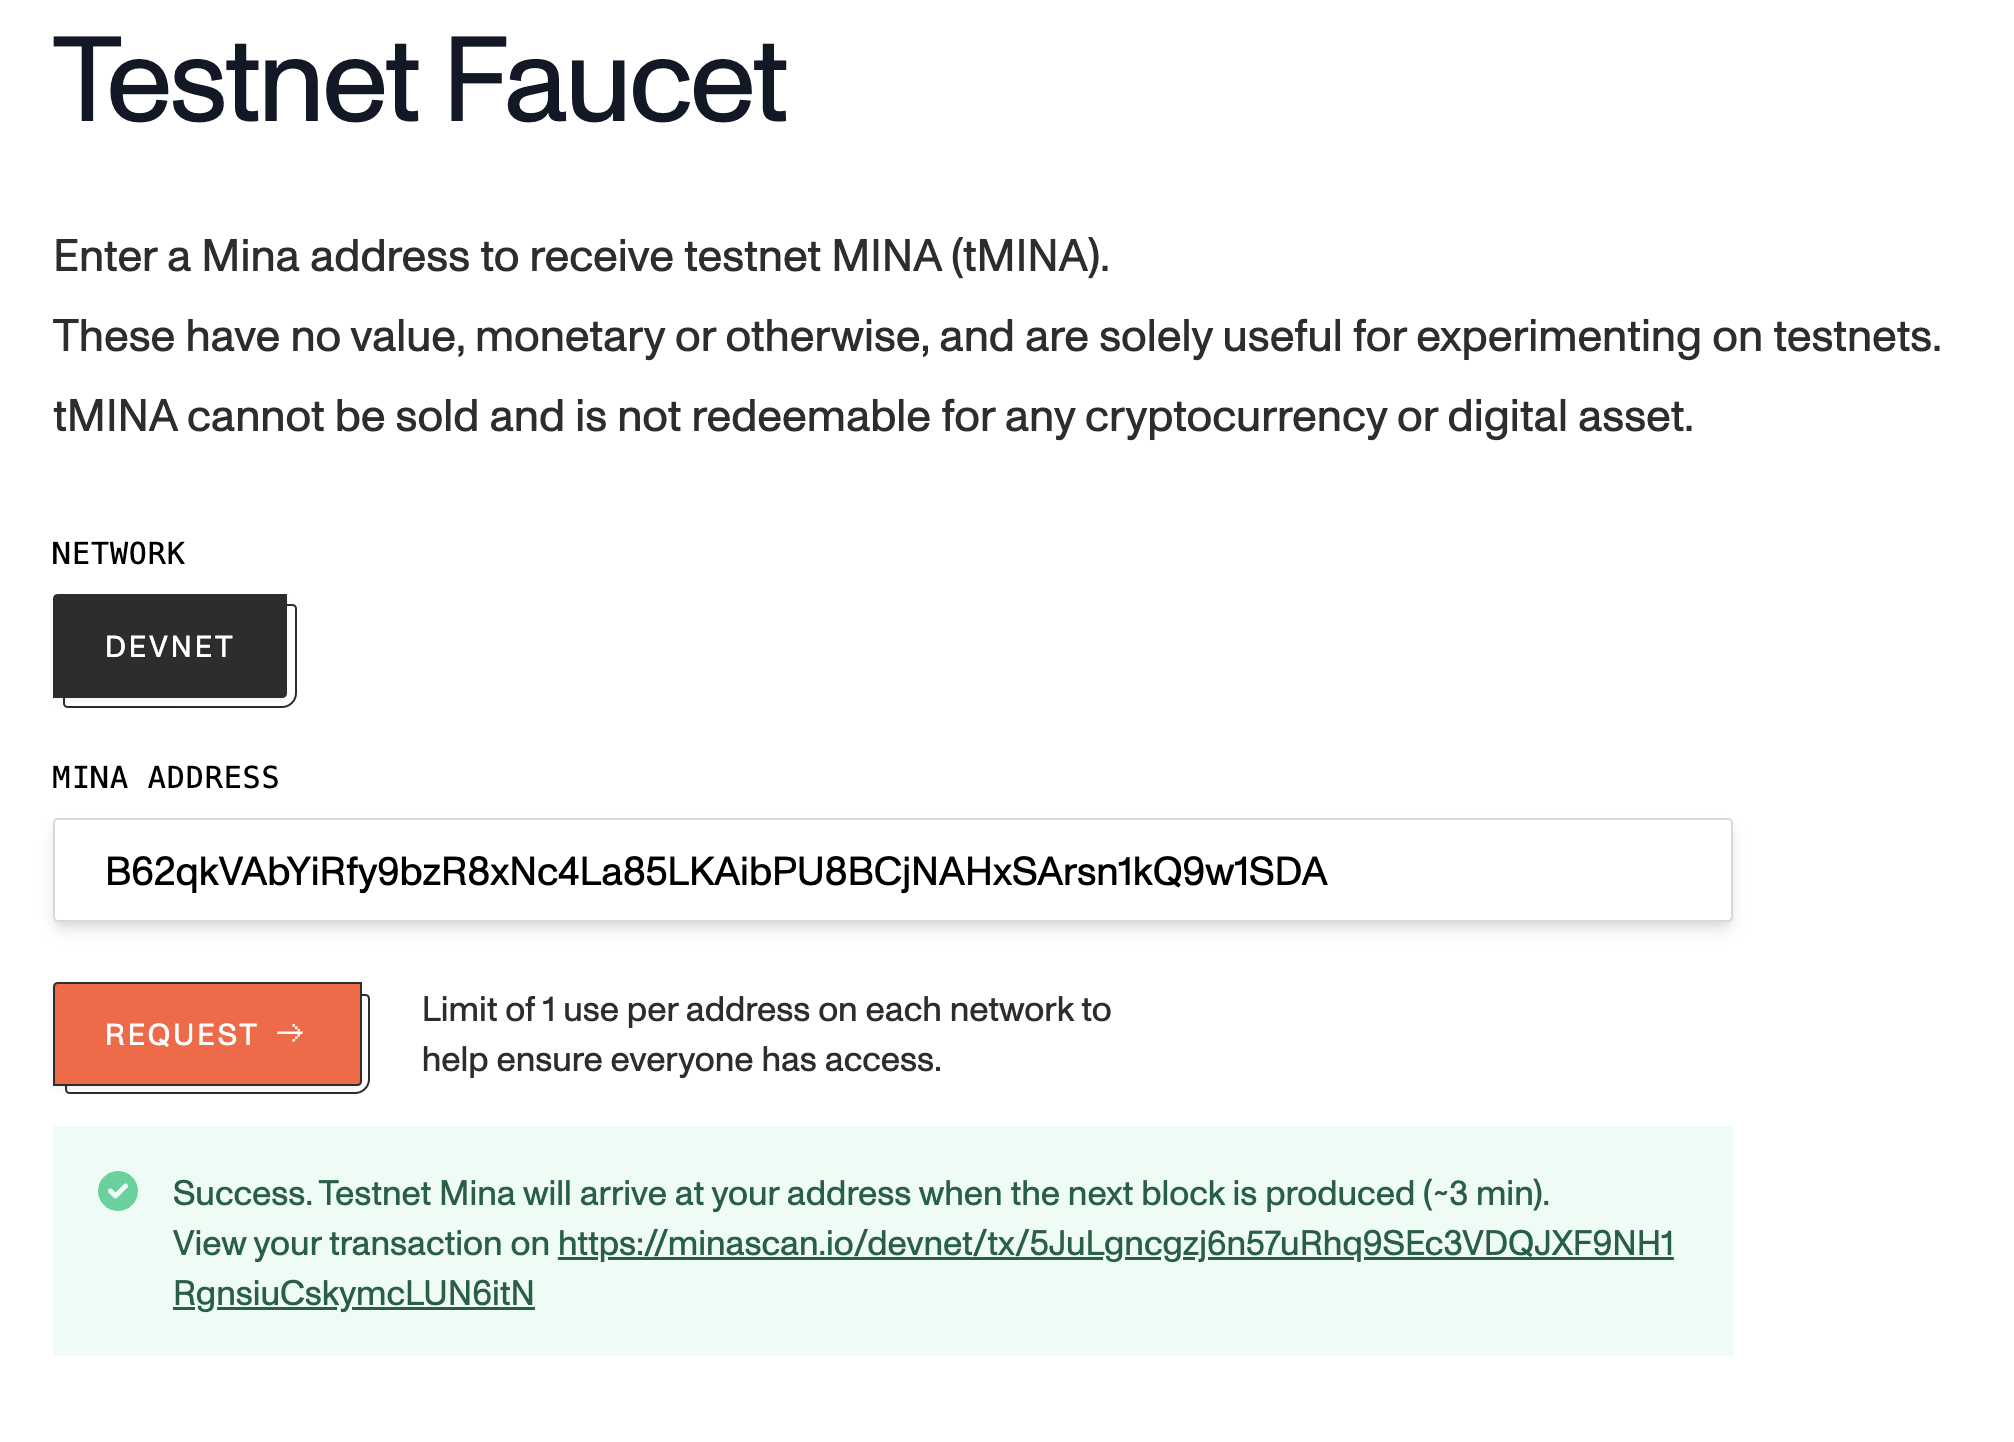 Testnet Faucet
Enter a Mina address to receive testnet MINA (tMINA).
These have no value, monetary or otherwise, and are solely useful for experimenting on testnets.
tMINA cannot be sold and is not redeemable for any cryptocurrency or digital asset.
NETWORK
DEVNET
MINA ADDRESS
B62qkVAbYiRfy9bzR8xNc4La85LKAibPU8BCjNAHxSArsn1kQ9w1SDA
REQUEST →
Limit of 1 use per address on each network to
help ensure everyone has access.
Success. Testnet Mina will arrive at your address when the next block is produced (~3 min).
View your transaction on https://minascan.io/devnet/tx/5JuLgncgzj6n57uRhq9SEc3VDQJXF9NH1
RgnsiuCskymcLUN6itN